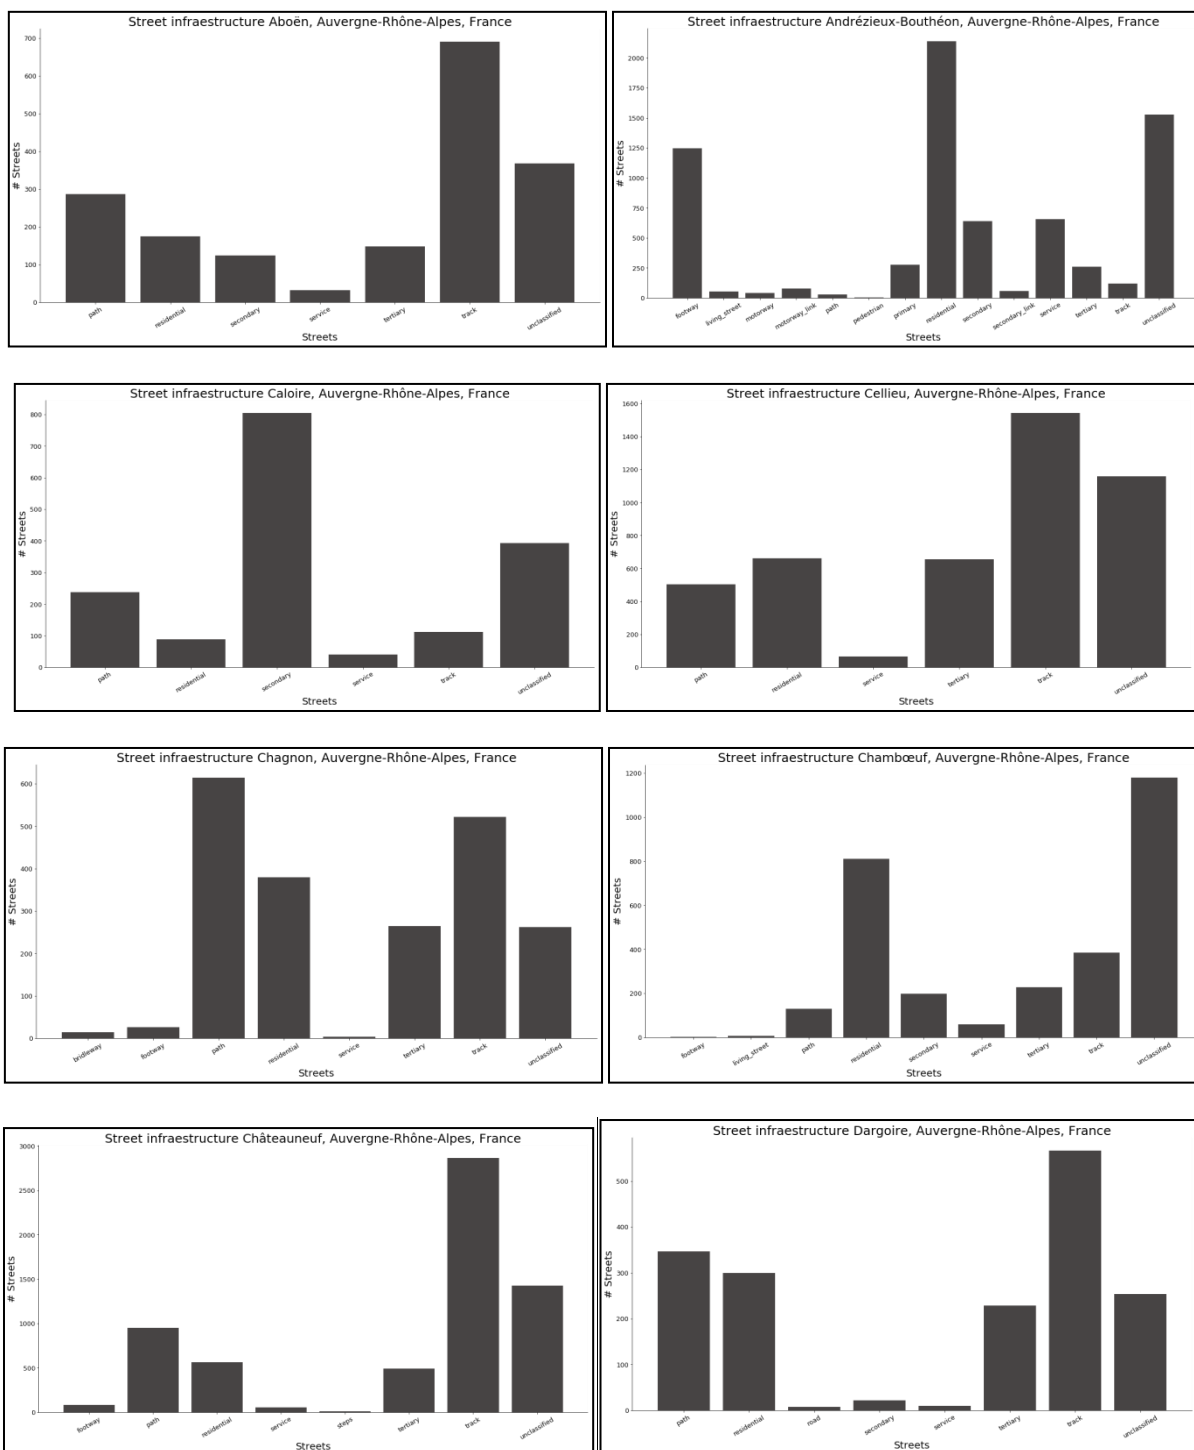 Street infraestructure Aboën, Auvergne-Rhône-Alpes, France
700
600
500
400
300
200
100
0
# Streets
path residential secondary service tertiary track unclassified
Streets
Street infraestructure Andrézieux-Bouthéon, Auvergne-Rhône-Alpes, France
2000
1750
1500
1250
1000
750
500
250
0
# Streets
footway living_street motorway motorway_link path pedestrian primary residential secondary secondary_link service tertiary track unclassified
Streets
Street infraestructure Caloire, Auvergne-Rhône-Alpes, France
800
700
600
500
400
300
200
100
0
# Streets
path residential secondary service track unclassified
Streets
Street infraestructure Cellieu, Auvergne-Rhône-Alpes, France
1600
1400
1200
1000
800
600
400
200
0
# Streets
path residential service tertiary track unclassified
Streets
Street infraestructure Chagnon, Auvergne-Rhône-Alpes, France
600
500
400
300
200
100
0
# Streets
bridleway footway path residential service tertiary track unclassified
Streets
Street infraestructure Chambœuf, Auvergne-Rhône-Alpes, France
1200
1000
800
600
400
200
0
# Streets
footway living_street path residential secondary service tertiary track unclassified
Streets
Street infraestructure Châteauneuf, Auvergne-Rhône-Alpes, France
3000
2500
2000
1500
1000
500
0
# Streets
footway path residential service steps tertiary track unclassified
Streets
Street infraestructure Dargoire, Auvergne-Rhône-Alpes, France
500
400
300
200
100
0
# Streets
path residential road secondary service tertiary track unclassified
Streets